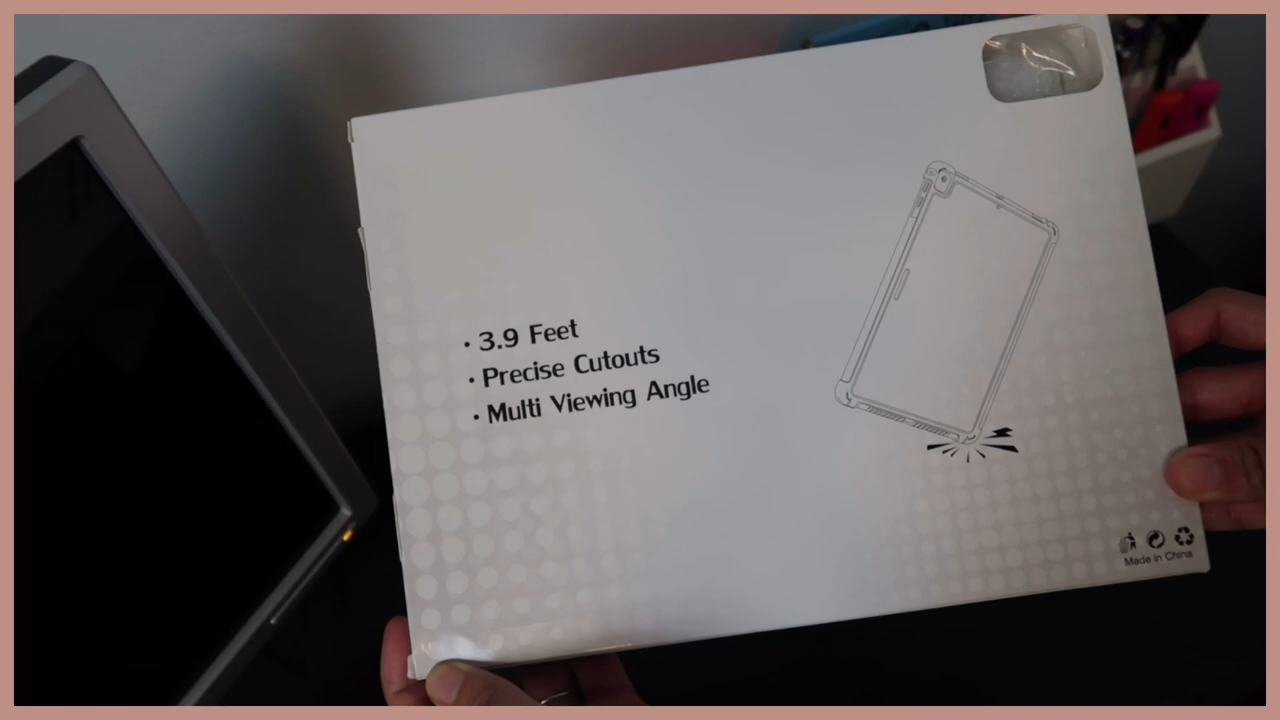 • 3.9 Feet
• Precise Cutouts
• Multi Viewing Angle
Made in China